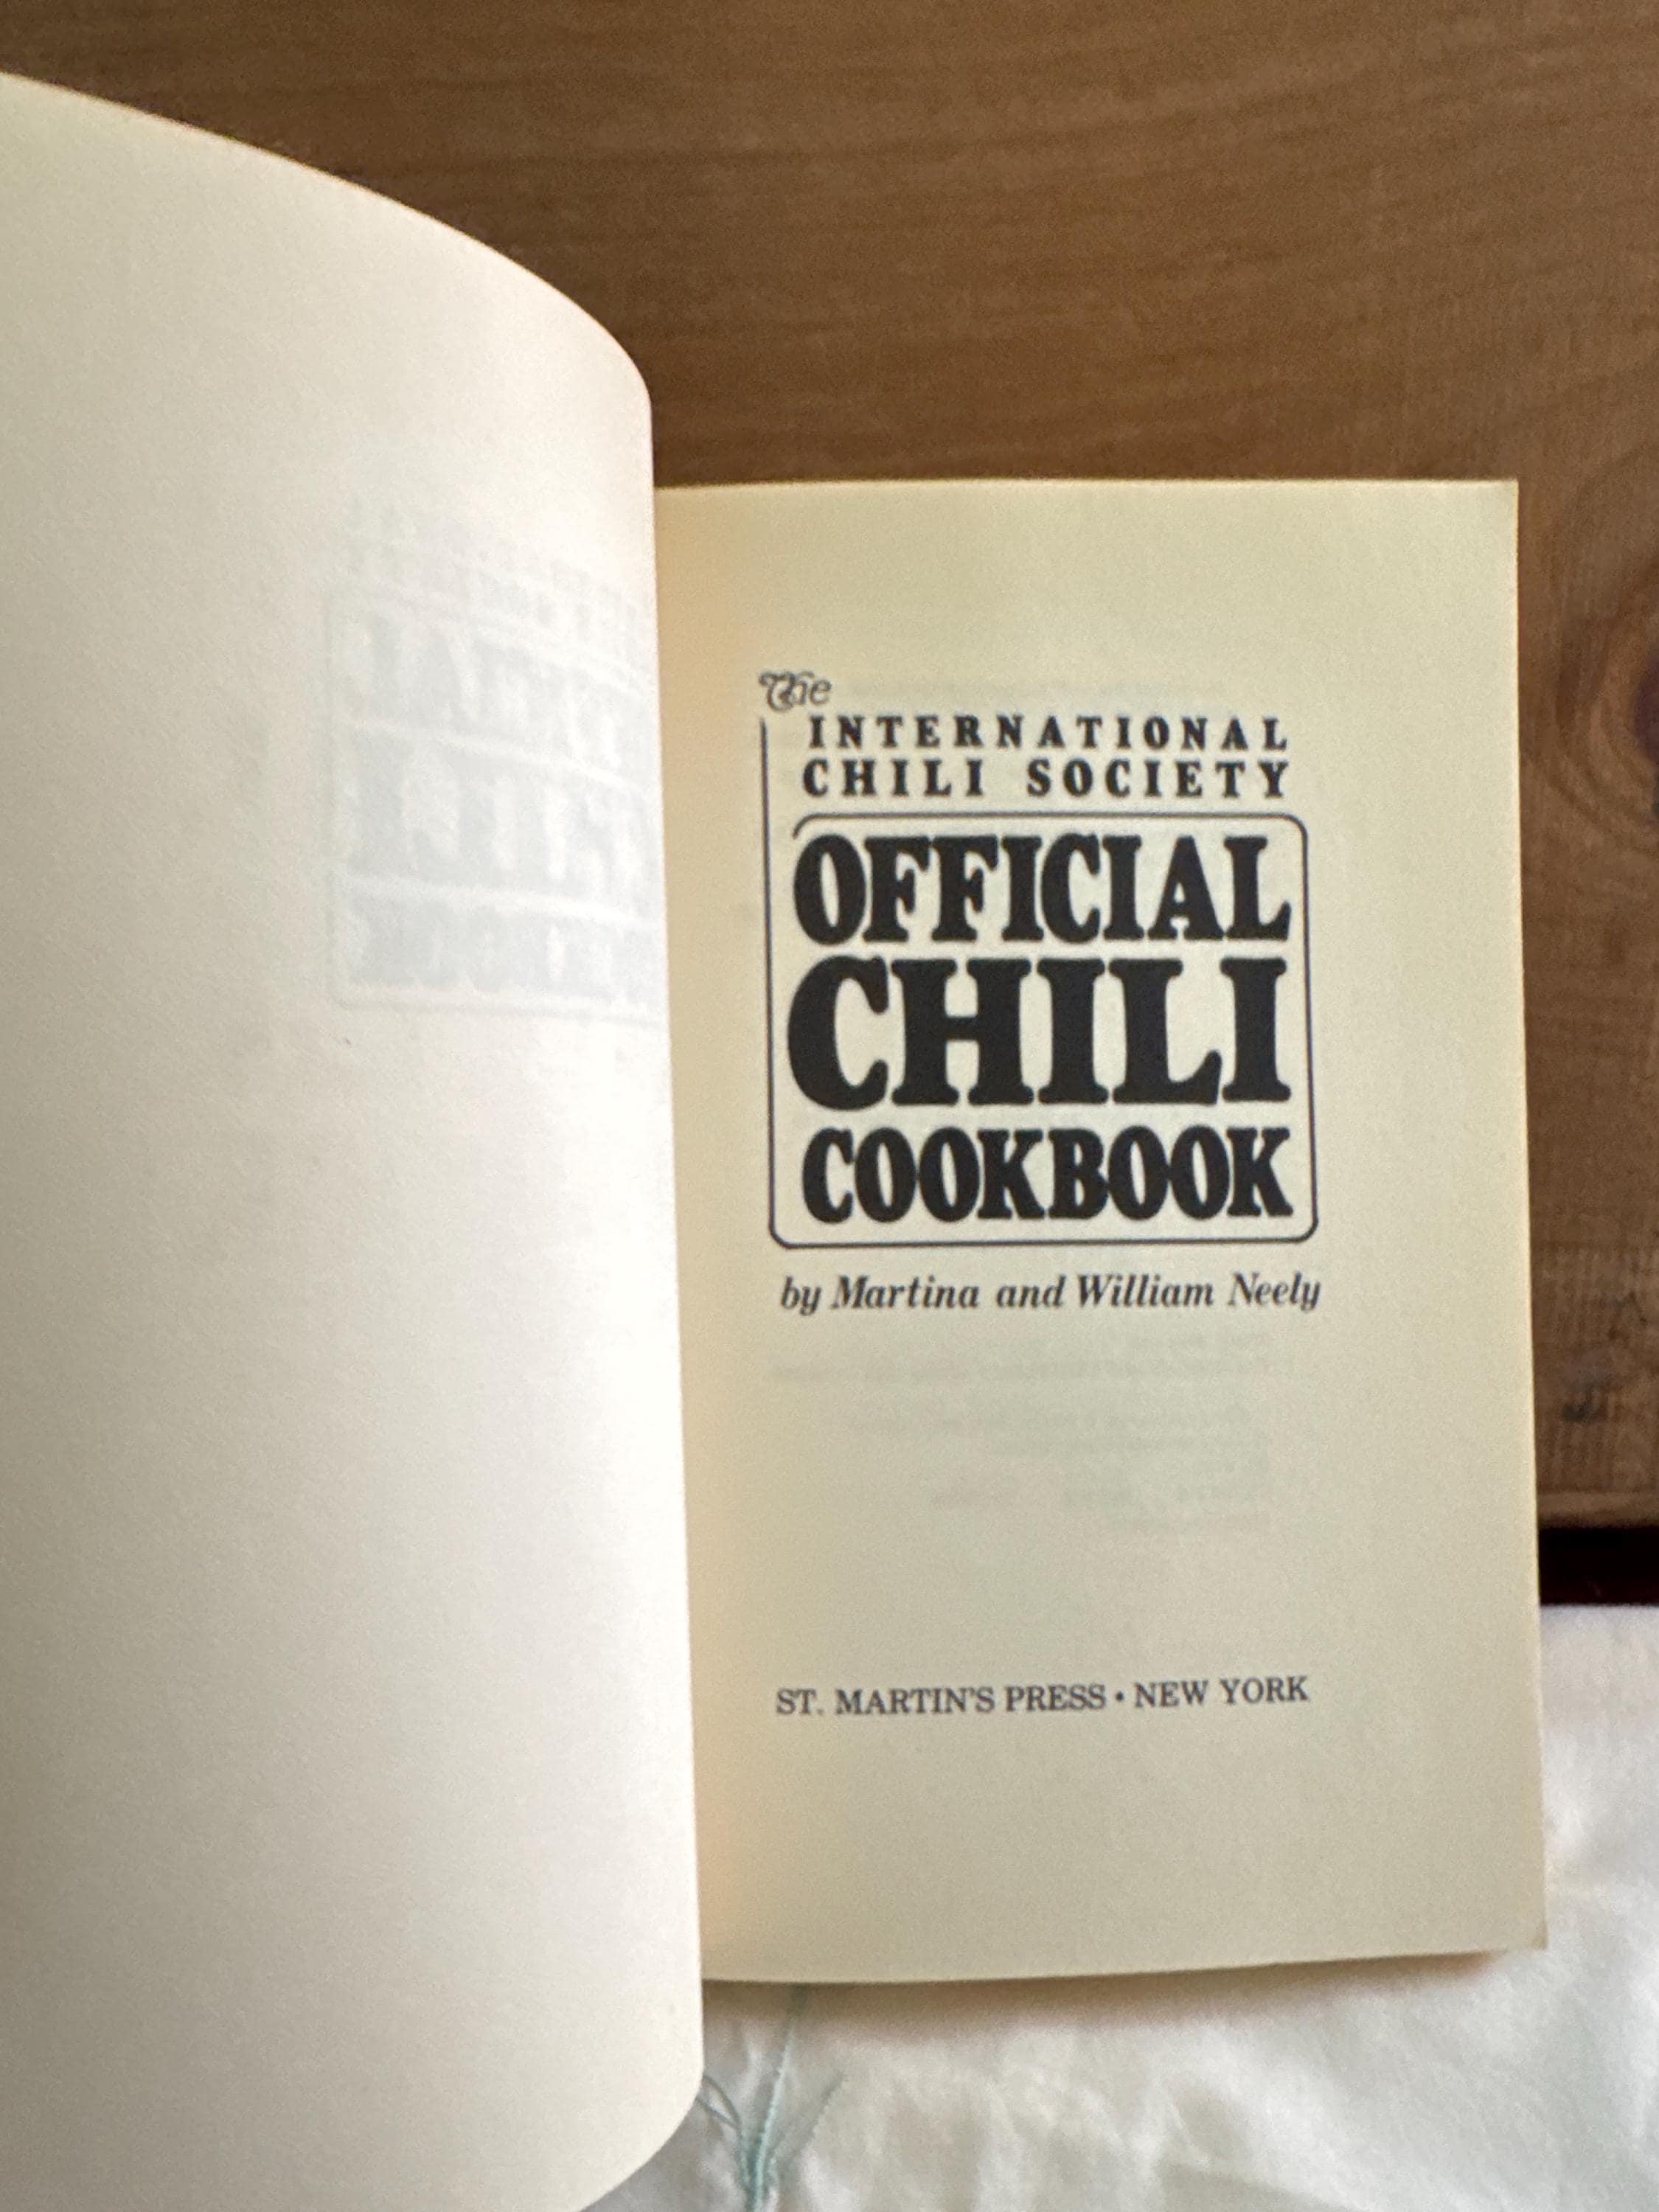 The
INTERNATIONAL
CHILI SOCIETY
OFFICIAL
CHILI
COOKBOOK
by Martina and William Neely
ST. MARTIN'S PRESS • NEW YORK